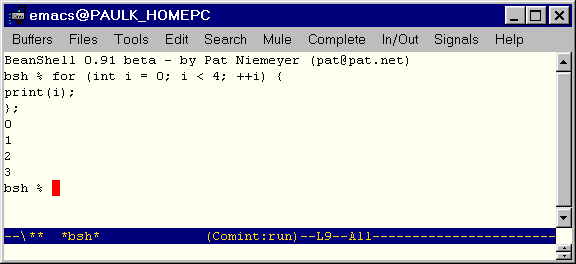 emacs@PAULK_HOMEPC
Buffers Files Tools Edit Search Mule Complete In/Out Signals Help
BeanShell 0.91 beta - by Pat Niemeyer (pat@pat.net)
bsh % for (int i = 0; i < 4; ++i) {
print(i);
};
0
1
2
3
bsh %
--\** *bsh* (Comint:run)--L9--All-----------------------